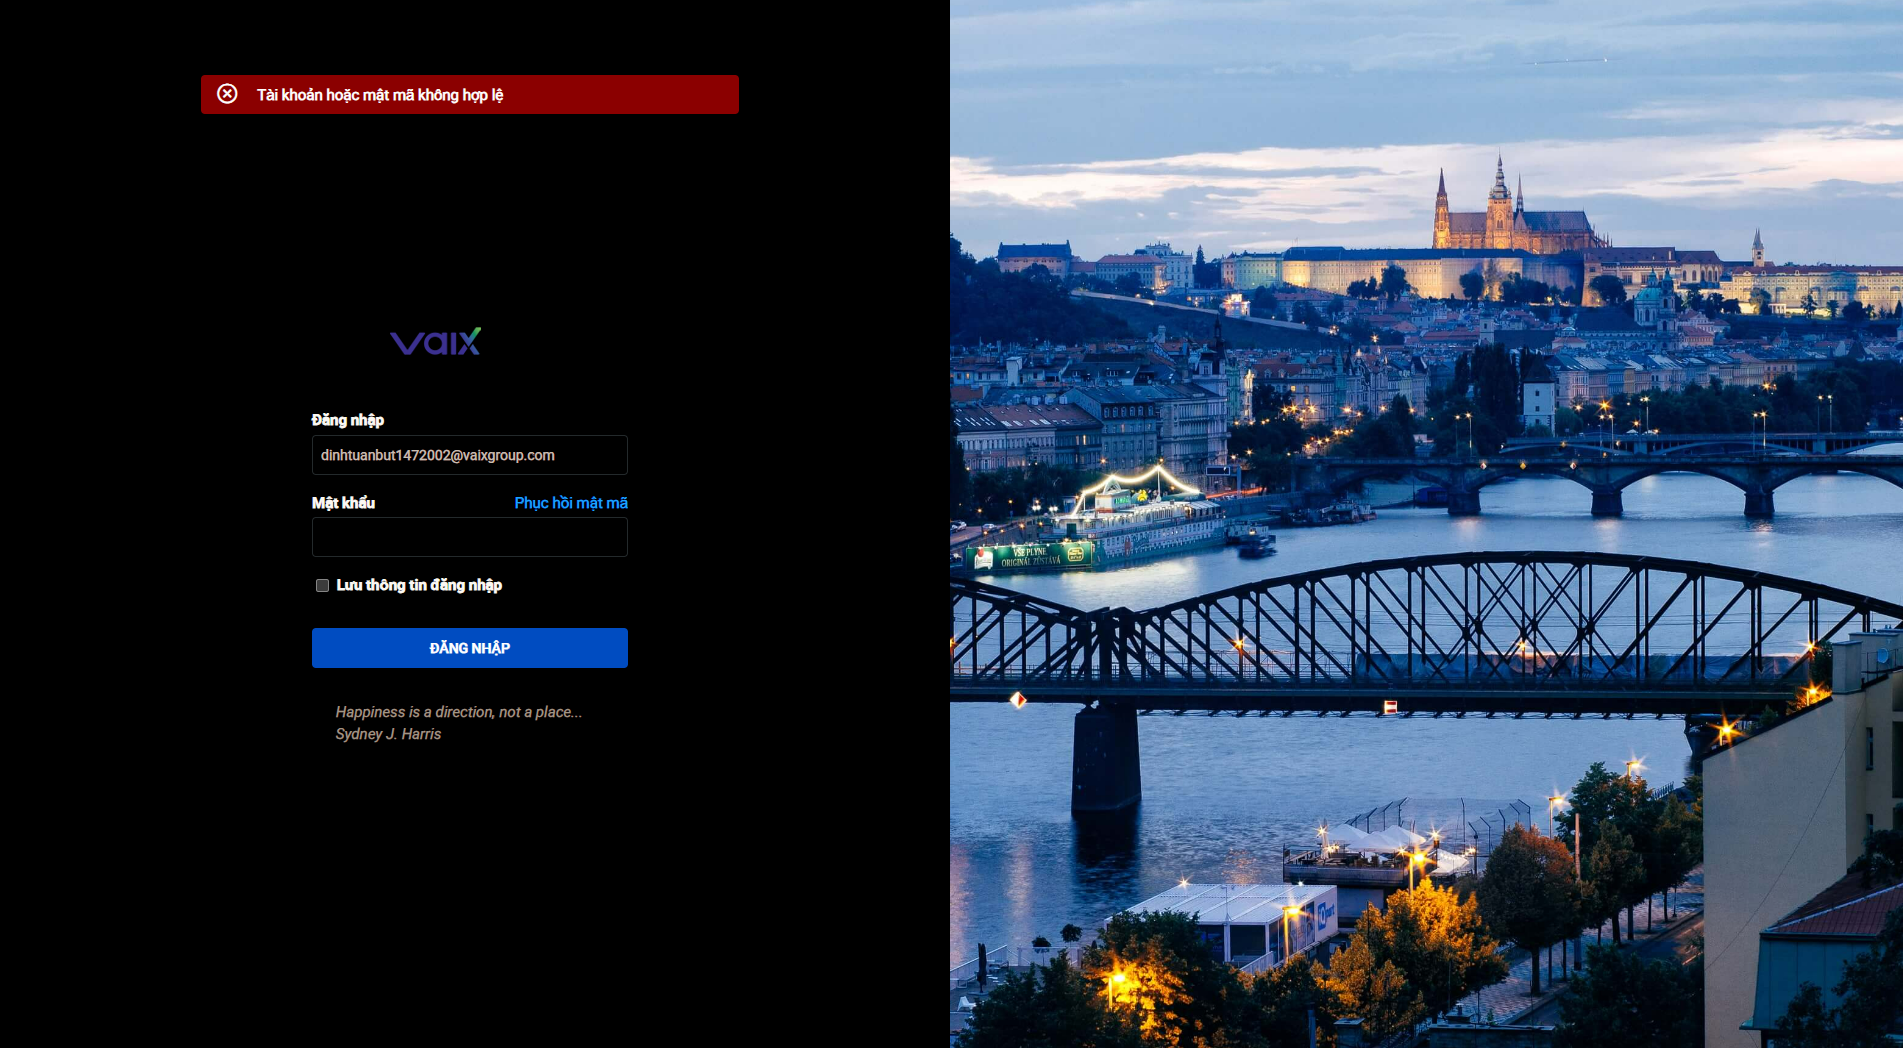 Tài khoản hoặc mật mã không hợp lệ
vaix
Đăng nhập
dinhtuanbut1472002@vaixgroup.com
Mật khẩu
Phục hồi mật mã
Lưu thông tin đăng nhập
ĐĂNG NHẬP
Happiness is a direction, not a place...
Sydney J. Harris
VŠE PLYNE
ORIGINÁL ZŮSTÁVÁ